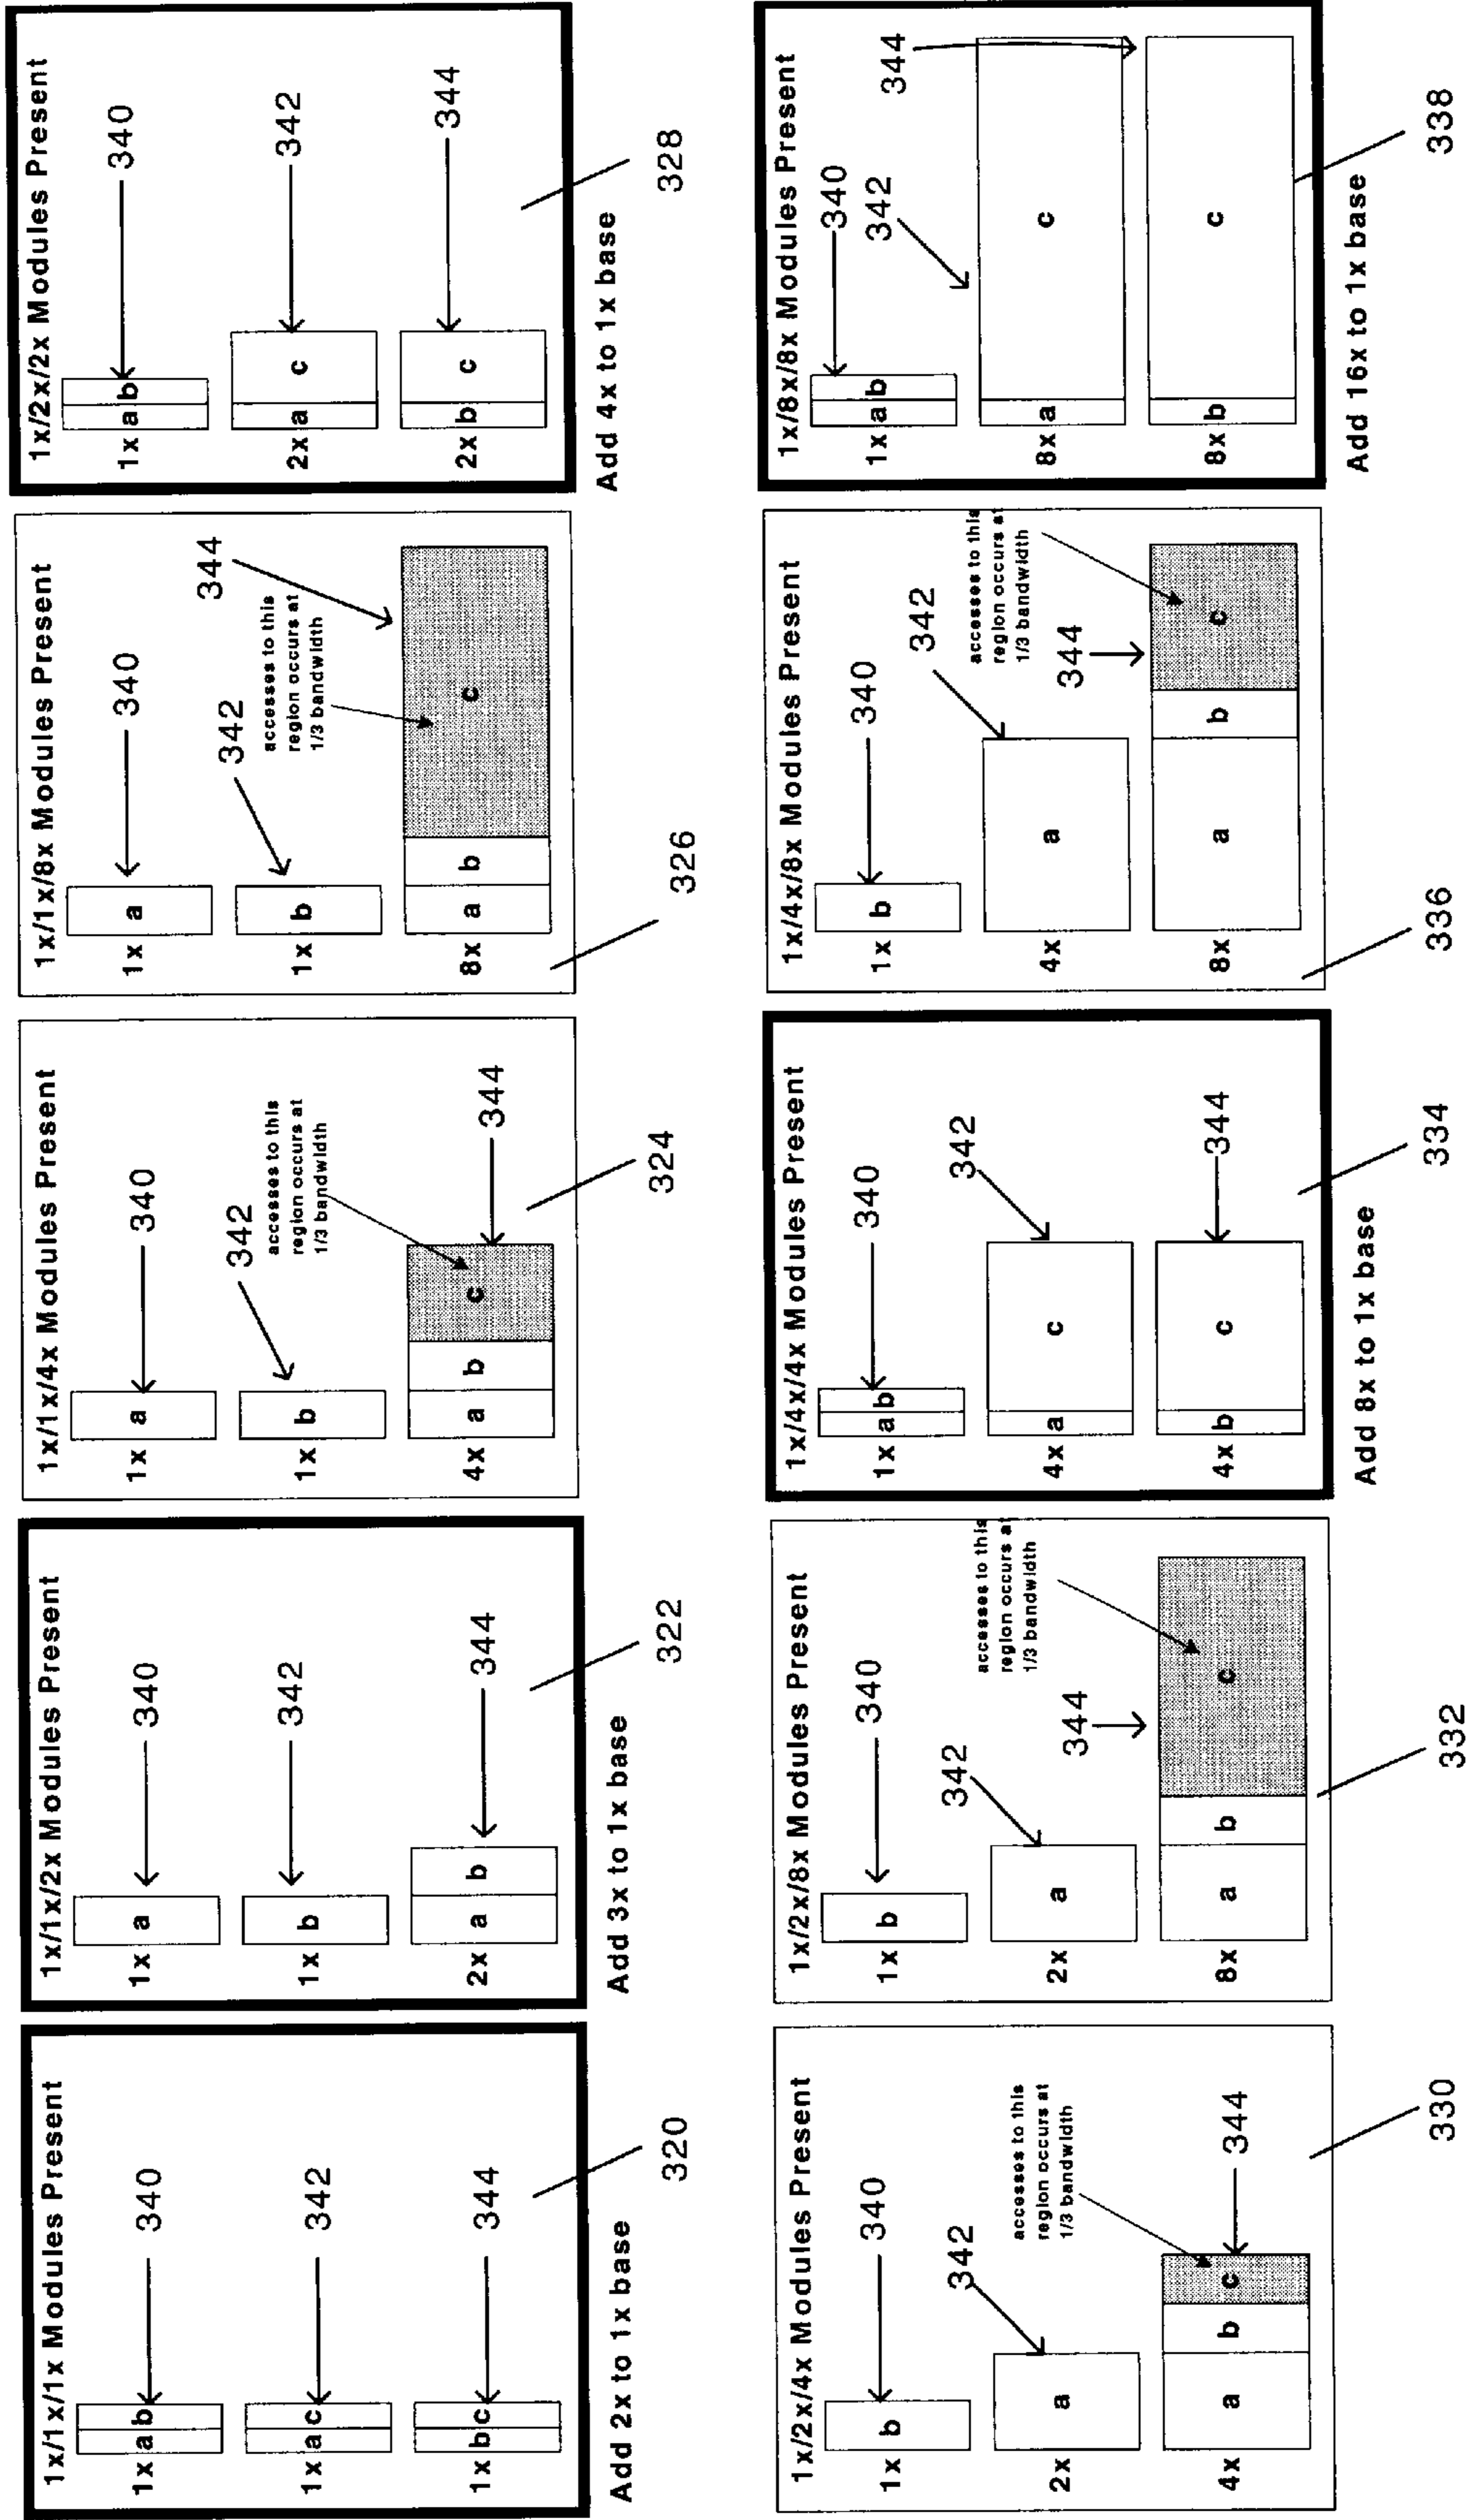 1x/1x/1x Modules Present
1x a b 340
1x a c 342
1x b c 344
320
Add 2x to 1x base
1x/1x/2x Modules Present
1x a 340
1x b 342
2x a b 344
322
Add 3x to 1x base
1x/1x/4x Modules Present
1x a 340
342
1x b
accesses to this
region occurs at
1/3 bandwidth
4x a b c 344
324
1x/1x/8x Modules Present
1x a 340
344
342
1x b
accesses to this
region occurs at
1/3 bandwidth
8x a b c
326
1x/2x/2x Modules Present
1x a b 340
2x a c 342
2x b c 344
328
Add 4x to 1x base
1x/2x/4x Modules Present
1x b 340
342
2x a
accesses to this
region occurs at
1/3 bandwidth
4x a b c 344
330
1x/2x/8x Modules Present
1x b 340
342
2x a
accesses to this
region occurs at
1/3 bandwidth
344
8x a b c
332
1x/4x/4x Modules Present
1x a b 340
342
4x a c
4x b c 344
334
Add 8x to 1x base
1x/4x/8x Modules Present
1x b 340
342
4x a
accesses to this
region occurs at
1/3 bandwidth
344
8x a b c
336
1x/8x/8x Modules Present
1x a b 340
342
344
8x a c
8x b c
338
Add 16x to 1x base